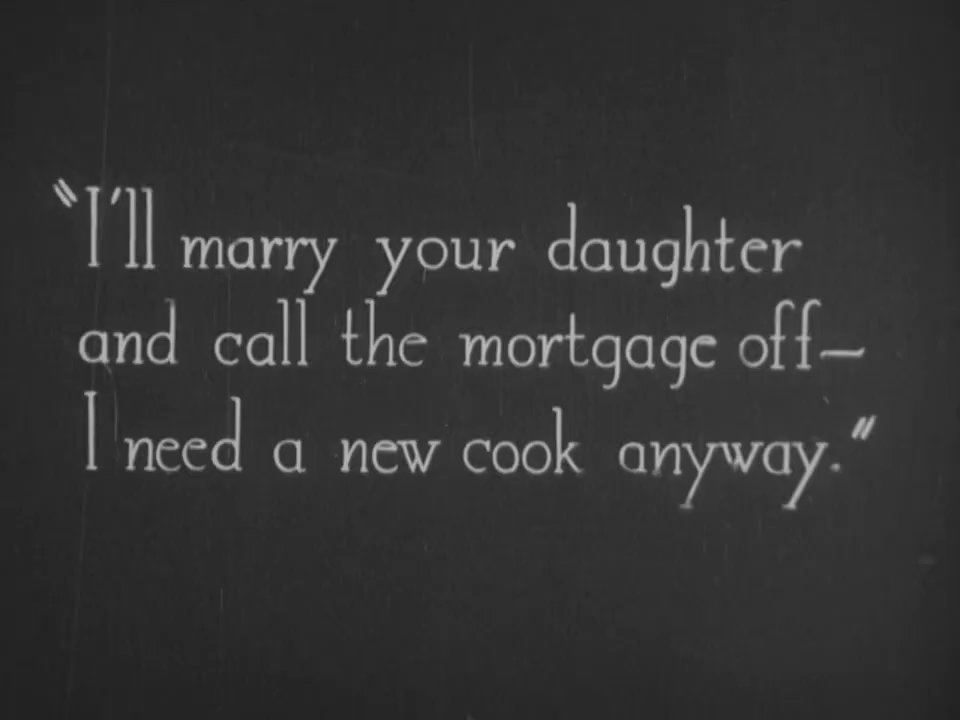 "I'll marry your daughter
and call the mortgage off—
I need a new cook anyway."